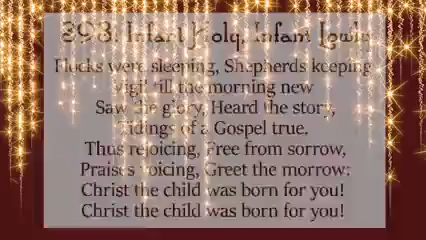 898. Infant Holy, Infant Lowly
Flocks were sleeping, Shepherds keeping
Vigil 'till the morning new
Saw the glory, Heard the story,
Tidings of a Gospel true.
Thus rejoicing, Free from sorrow,
Praises voicing, Greet the morrow:
Christ the child was born for you!
Christ the child was born for you!